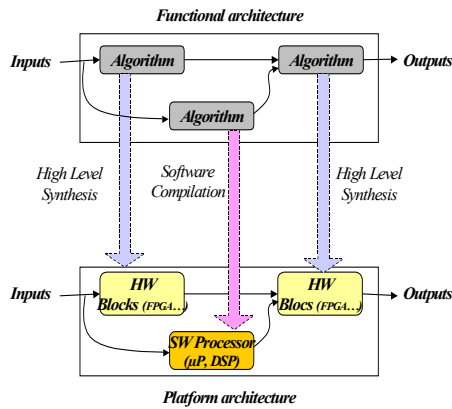 Functional architecture
Inputs
Algorithm
Algorithm
Outputs
Algorithm
High Level
Synthesis
Software
Compilation
High Level
Synthesis
Inputs
HW
Blocks (FPGA...)
HW
Blocs (FPGA...)
Outputs
SW Processor
(µP, DSP)
Platform architecture